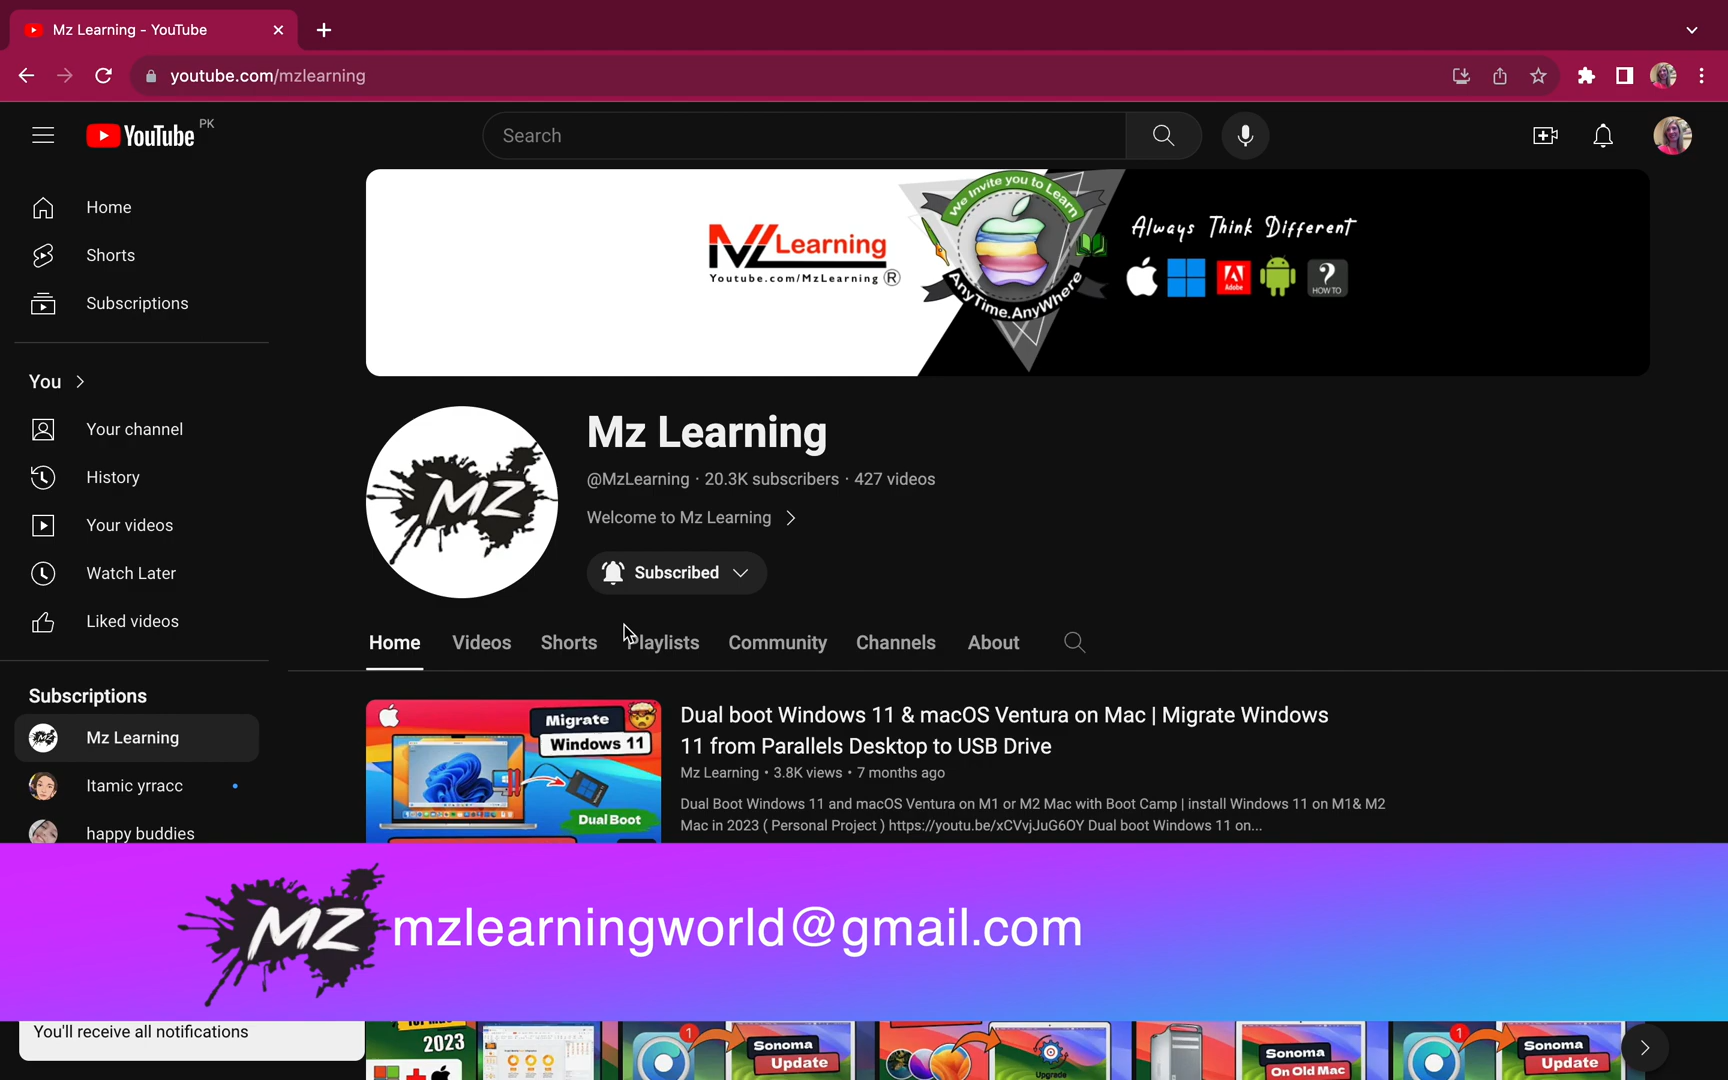 Mz Learning - YouTube
youtube.com/mzlearning
YouTube PK
Search
Home
Shorts
Subscriptions
You
Your channel
History
Your videos
Watch Later
Liked videos
Subscriptions
Mz Learning
Itamic yrracc
happy buddies
MZ Learning
Youtube.com/MzLearning ®
We Invite you to Learn
AnyTime.AnyWhere
Always Think Different
Adobe
?
HOW TO
MZ
Mz Learning
@MzLearning · 20.3K subscribers · 427 videos
Welcome to Mz Learning
Subscribed
Home Videos Shorts Playlists Community Channels About
Migrate
Windows 11
Dual Boot
Dual boot Windows 11 & macOS Ventura on Mac | Migrate Windows
11 from Parallels Desktop to USB Drive
Mz Learning • 3.8K views • 7 months ago
Dual Boot Windows 11 and macOS Ventura on M1 or M2 Mac with Boot Camp | install Windows 11 on M1& M2
Mac in 2023 ( Personal Project ) https://youtu.be/xCVvjJuG6OY Dual boot Windows 11 on...
MZ mzlearningworld@gmail.com
You'll receive all notifications
2023
1
Sonoma
Update
Upgrade
Sonoma
On Old Mac
1
Sonoma
Update